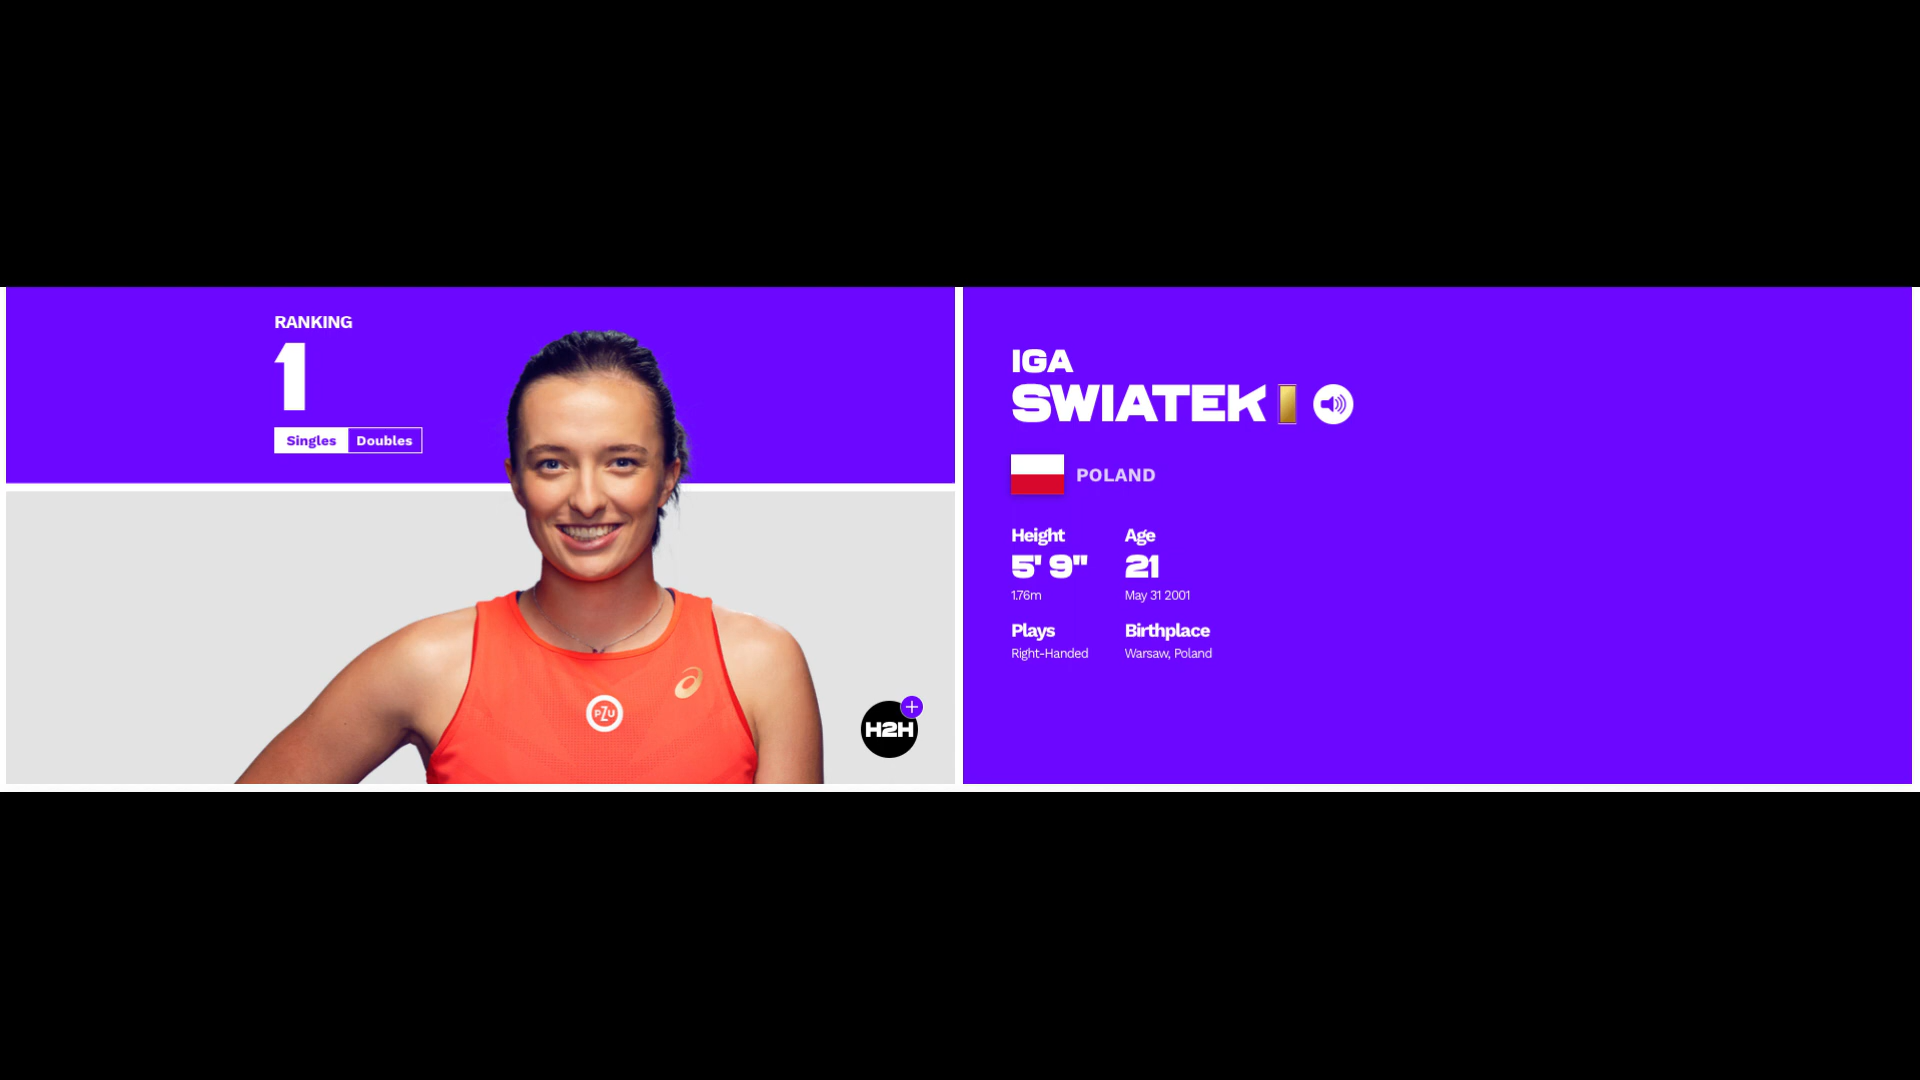 RANKING
1
Singles Doubles
PZU
H2H
IGA
SWIATEK
POLAND
Height Age
5' 9" 21
1.76m May 31 2001
Plays Birthplace
Right-Handed Warsaw, Poland